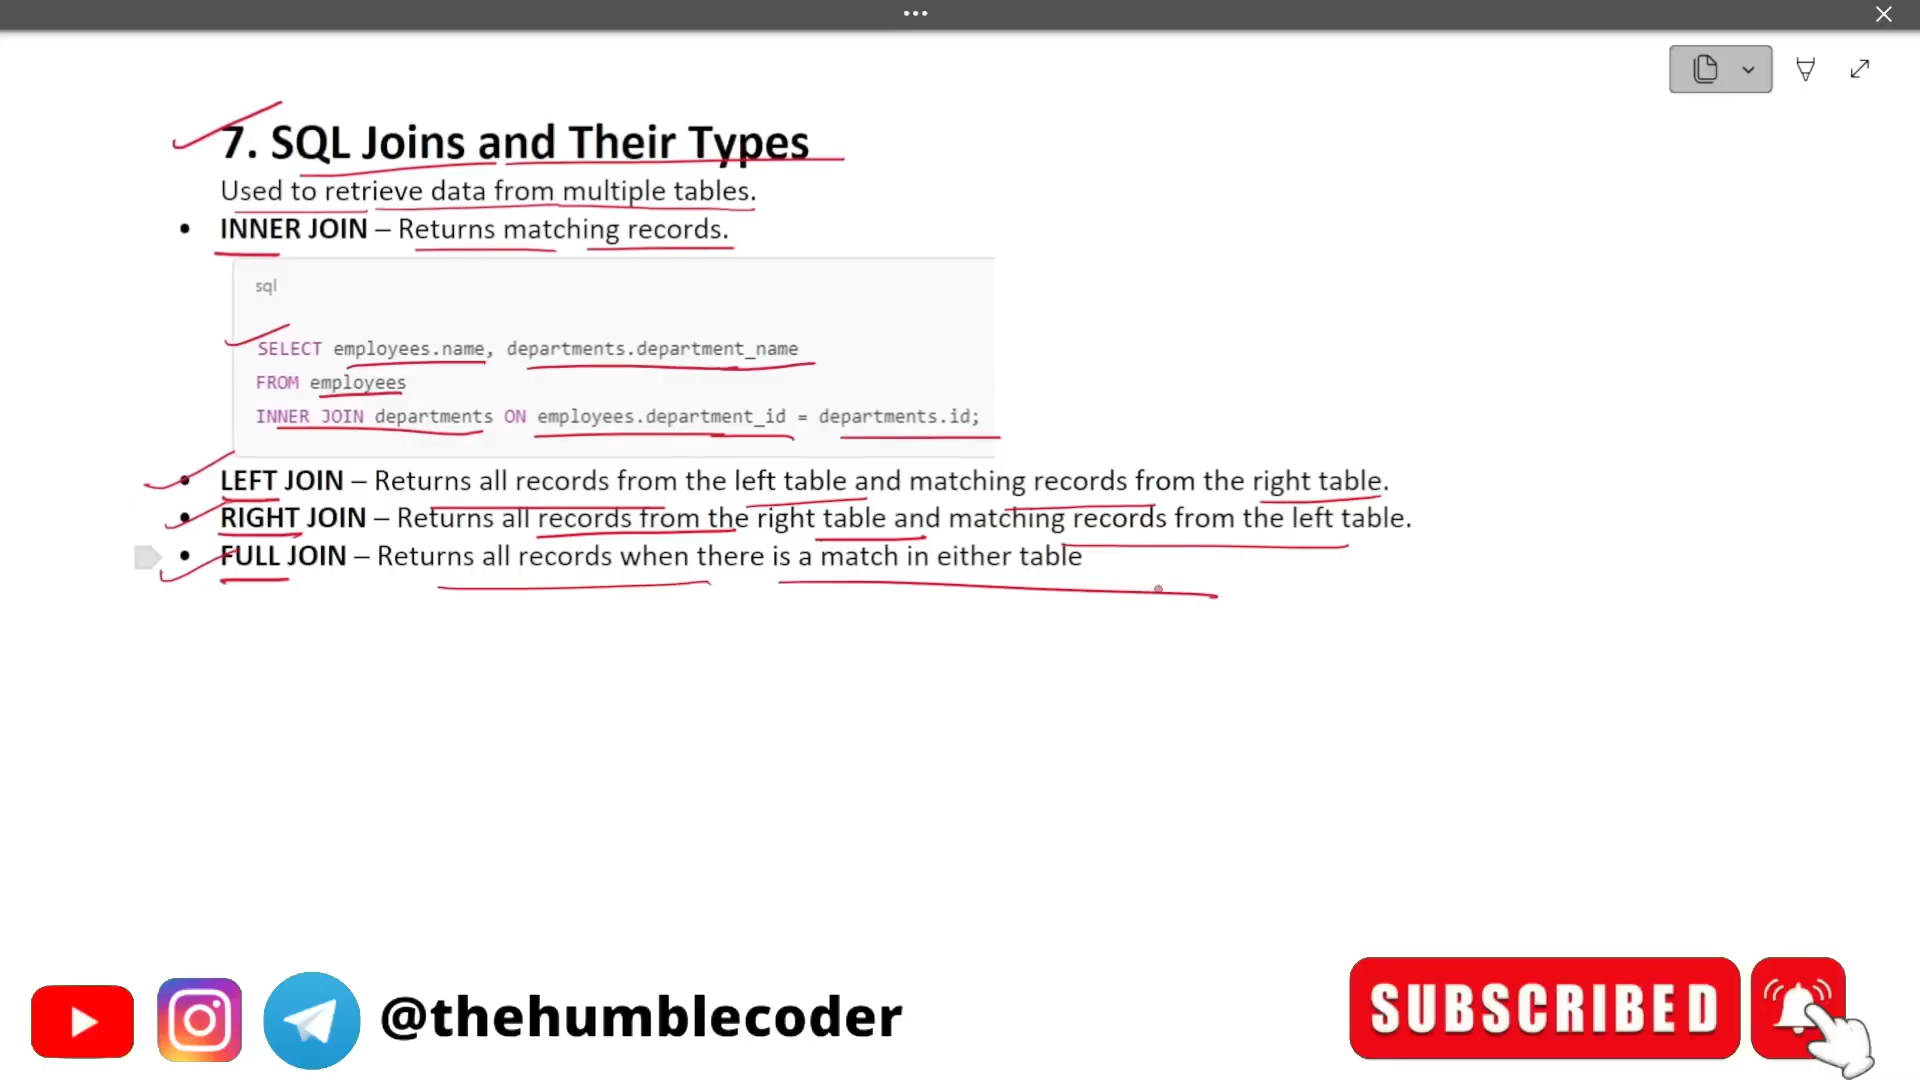 7. SQL Joins and Their Types
Used to retrieve data from multiple tables.
• INNER JOIN – Returns matching records.
sql
SELECT employees.name, departments.department_name
FROM employees
INNER JOIN departments ON employees.department_id = departments.id;
• LEFT JOIN – Returns all records from the left table and matching records from the right table.
• RIGHT JOIN – Returns all records from the right table and matching records from the left table.
• FULL JOIN – Returns all records when there is a match in either table
@thehumblecoder
SUBSCRIBED